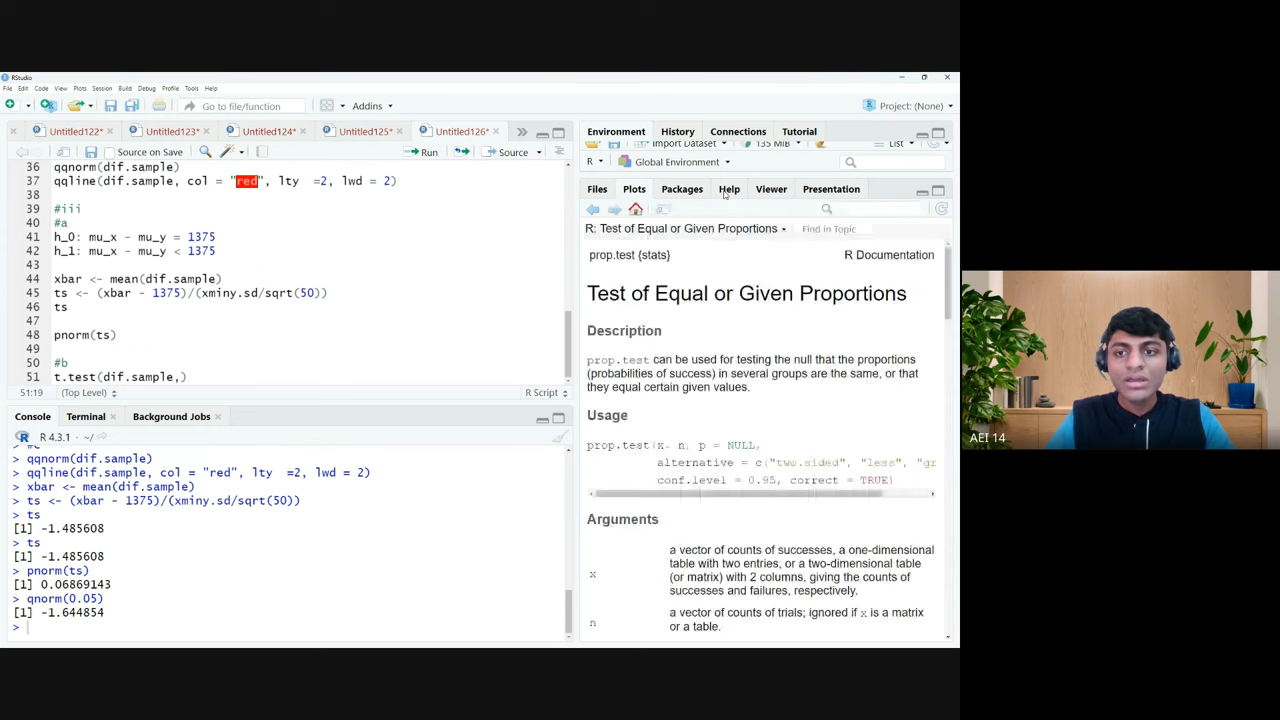 RStudio
File Edit Code View Plots Session Build Debug Profile Tools Help
Go to file/function
Addins
Project: (None)
Untitled122*
Untitled123*
Untitled124*
Untitled125*
Untitled126*
Source on Save
Run
Source
36 qqnorm(dif.sample)
37 qqline(dif.sample, col = "red", lty =2, lwd = 2)
38
39 #iii
40 #a
41 h_0: mu_x - mu_y = 1375
42 h_1: mu_x - mu_y < 1375
43
44 xbar <- mean(dif.sample)
45 ts <- (xbar - 1375)/(xminy.sd/sqrt(50))
46 ts
47
48 pnorm(ts)
49
50 #b
51 t.test(dif.sample,)
51:19 (Top Level) R Script
Console Terminal Background Jobs
R 4.3.1 · ~/
> qqnorm(dif.sample)
> qqline(dif.sample, col = "red", lty =2, lwd = 2)
> xbar <- mean(dif.sample)
> ts <- (xbar - 1375)/(xminy.sd/sqrt(50))
> ts
[1] -1.485608
> ts
[1] -1.485608
> pnorm(ts)
[1] 0.06869143
> qnorm(0.05)
[1] -1.644854
>
Environment History Connections Tutorial
Import Dataset 135 MiB List
R Global Environment
Files Plots Packages Help Viewer Presentation
R: Test of Equal or Given Proportions Find in Topic
prop.test {stats} R Documentation
Test of Equal or Given Proportions
Description
prop.test can be used for testing the null that the proportions
(probabilities of success) in several groups are the same, or that
they equal certain given values.
Usage
prop.test(x, n, p = NULL,
alternative = c("two.sided", "less", "gr
conf.level = 0.95, correct = TRUE)
Arguments
x
a vector of counts of successes, a one-dimensional
table with two entries, or a two-dimensional table
(or matrix) with 2 columns, giving the counts of
successes and failures, respectively.
n
a vector of counts of trials; ignored if x is a matrix
or a table.
AEI 14